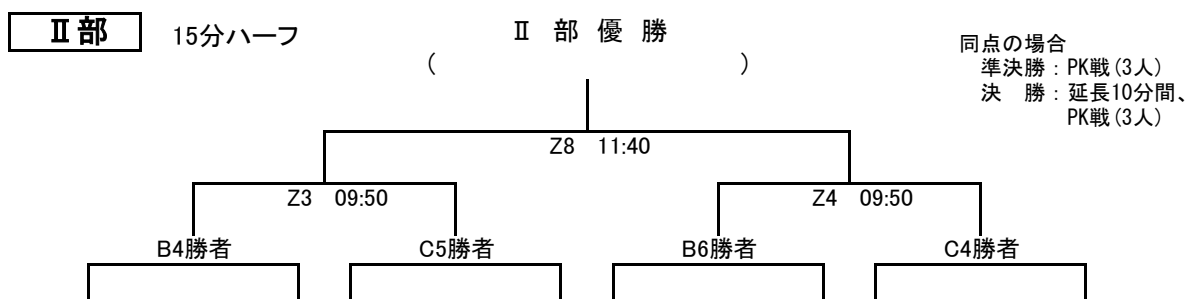 Ⅱ部 15分ハーフ
Ⅱ 部 優 勝
( )
同点の場合
準決勝：PK戦(3人)
決 勝：延長10分間、
PK戦(3人)
Z8 11:40
Z3 09:50 Z4 09:50
B4勝者 C5勝者 B6勝者 C4勝者